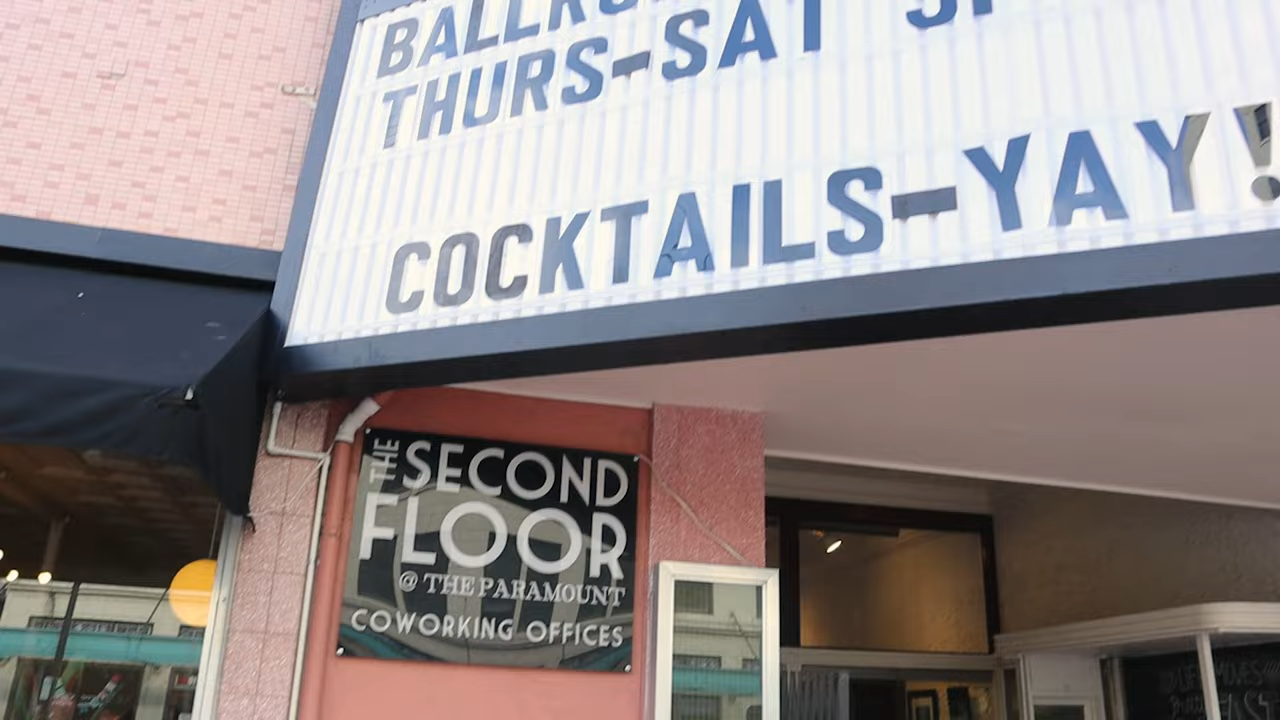 THURS-SAT
COCKTAILS-YAY!
THE SECOND
FLOOR
@ THE PARAMOUNT
COWORKING OFFICES